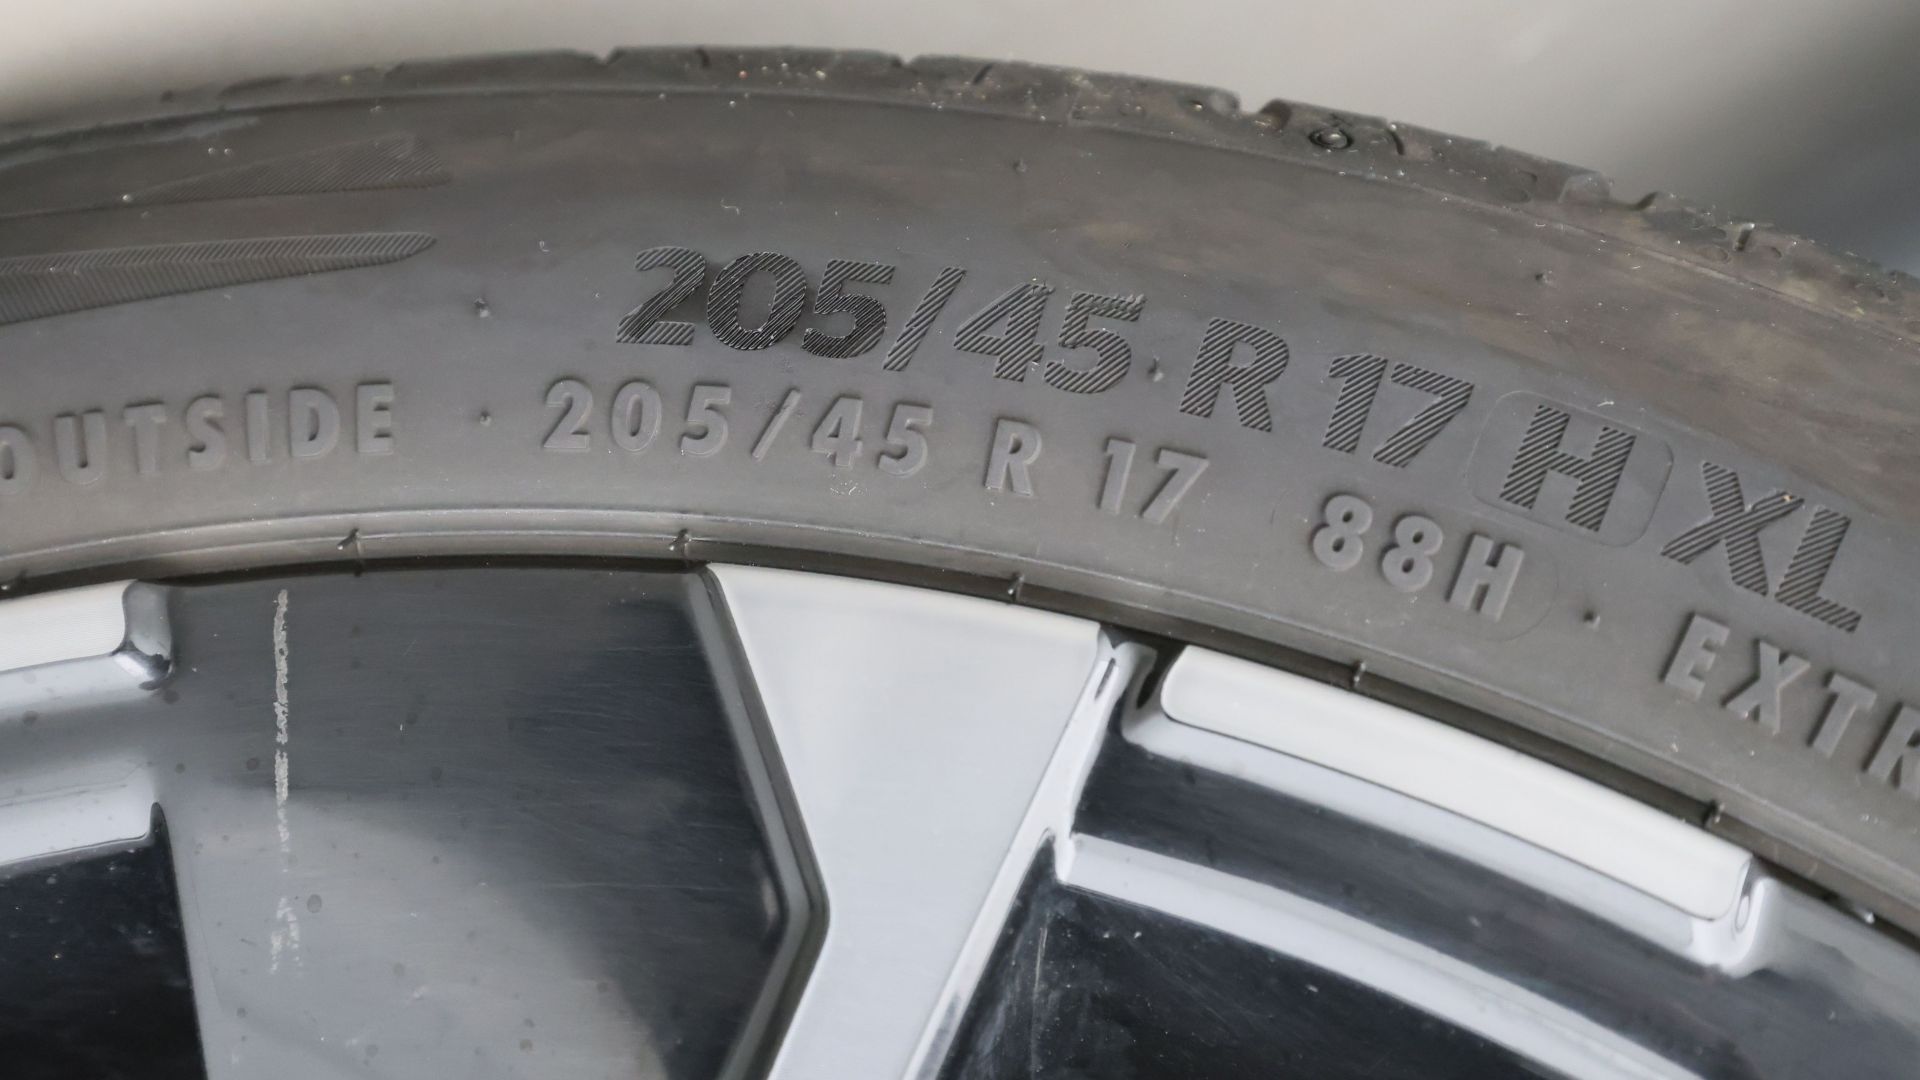 205/45 R 17 H XL
OUTSIDE · 205/45 R 17 88H · EXTR